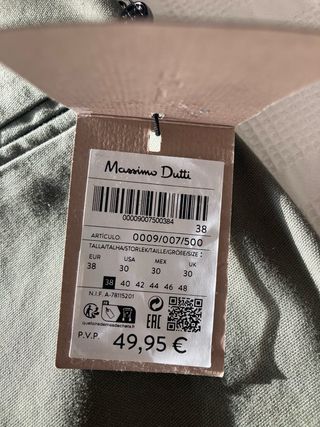 Massimo Dutti
00009007500384
38
ARTICULO: 0009/007/500
TALLA/TALHA/STORLEK/TAILLE/GRÖẞE/SIZE:
EUR USA MEX UK
38 30 30 30
38 40 42 44 46 48
N.I.F. A-78115201
EAC
P.V.P. 49,95 €